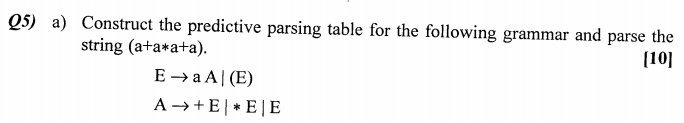 Q5) a) Construct the predictive parsing table for the following grammar and parse the
string (a+a*a+a). [10]
E → a A | (E)
A → + E | * E | E